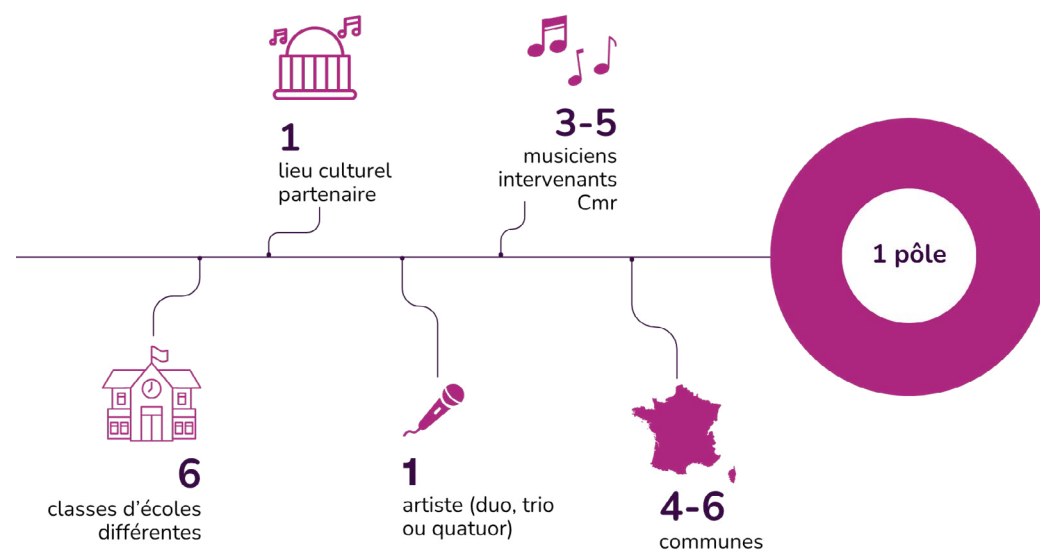 1
lieu culturel
partenaire
3-5
musiciens
intervenants
Cmr
1 pôle
6
classes d'écoles
différentes
1
artiste (duo, trio
ou quatuor)
4-6
communes